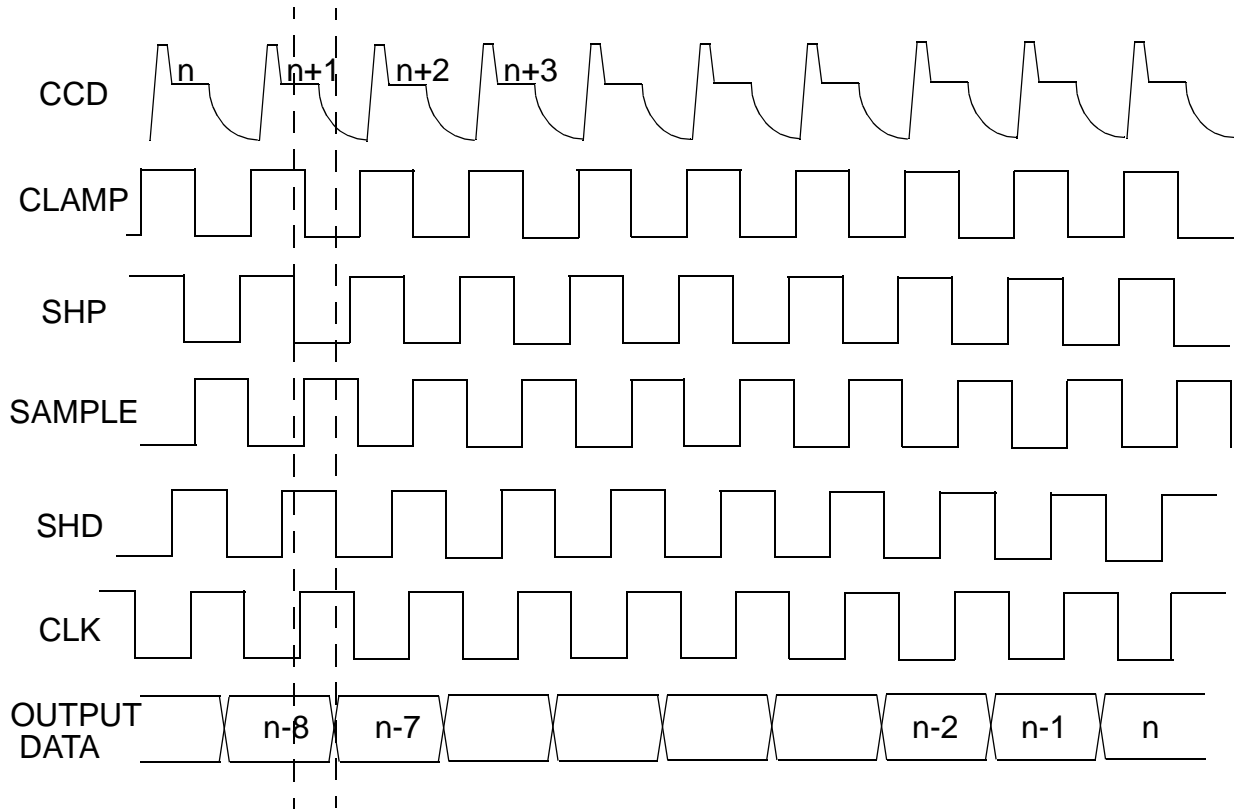 n n+1 n+2 n+3
CCD
CLAMP
SHP
SAMPLE
SHD
CLK
OUTPUT
DATA
n-8 n-7 n-2 n-1 n